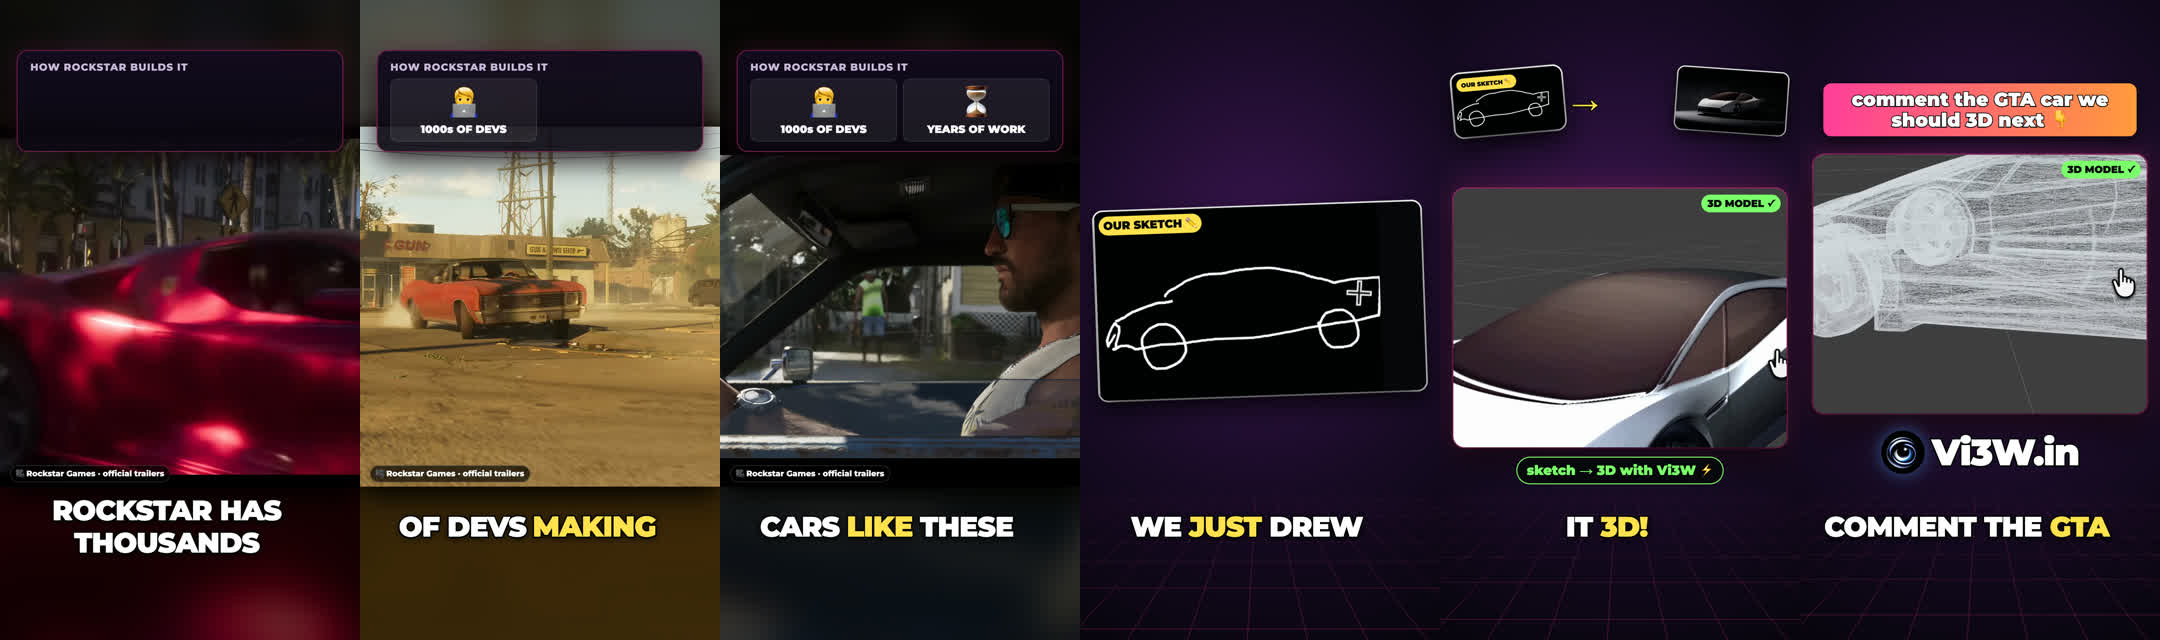 HOW ROCKSTAR BUILDS IT
Rockstar Games · official trailers
ROCKSTAR HAS
THOUSANDS
HOW ROCKSTAR BUILDS IT
1000s OF DEVS
GUN
Rockstar Games · official trailers
OF DEVS MAKING
HOW ROCKSTAR BUILDS IT
1000s OF DEVS
YEARS OF WORK
Rockstar Games · official trailers
CARS LIKE THESE
OUR SKETCH
WE JUST DREW
OUR SKETCH
→
3D MODEL ✓
sketch → 3D with Vi3W ⚡
IT 3D!
comment the GTA car we
should 3D next 👇
3D MODEL ✓
Vi3W.in
COMMENT THE GTA